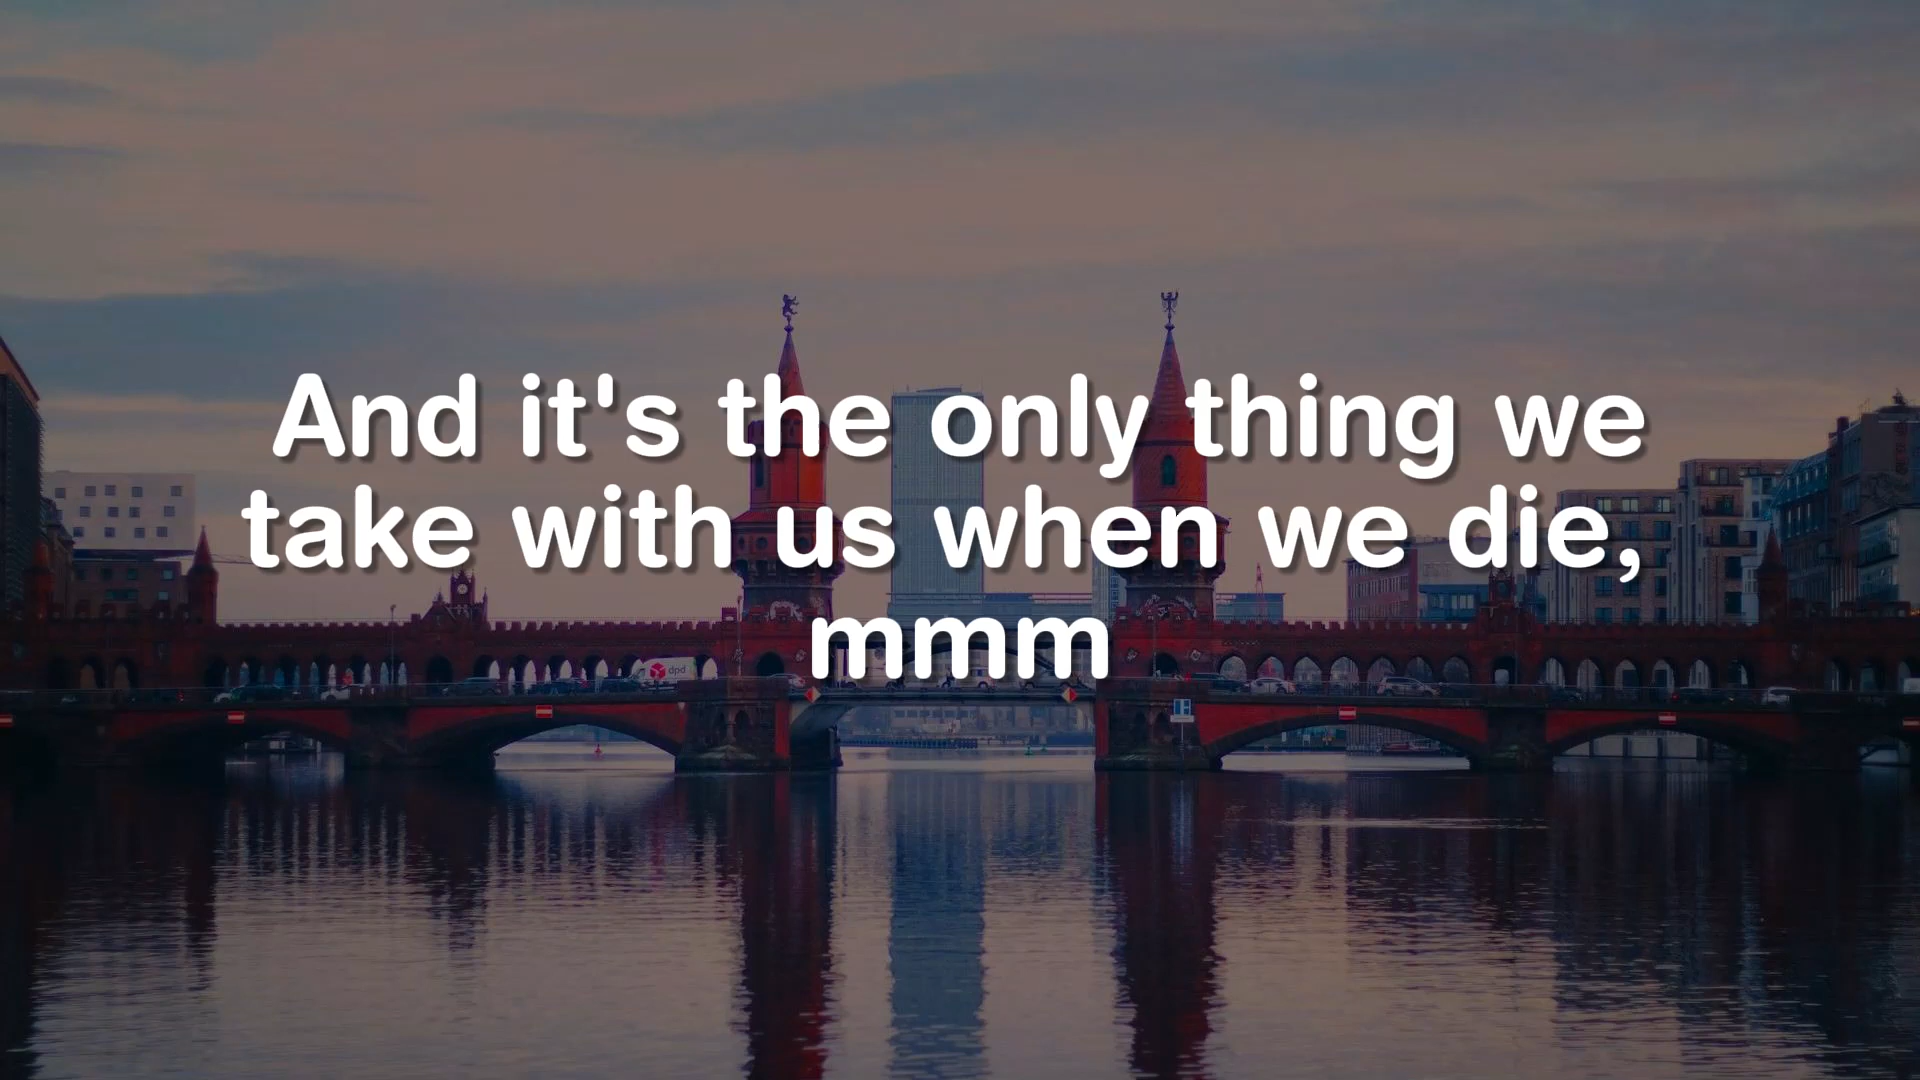 And it's the only thing we
take with us when we die,
mmm
dpd